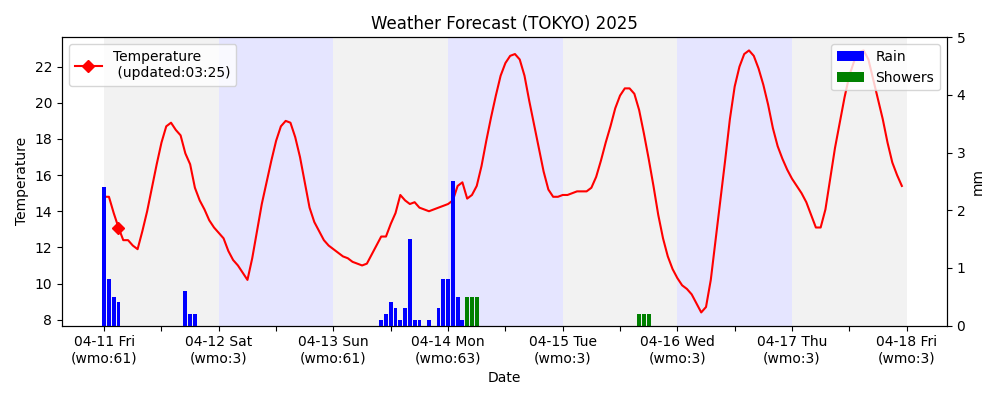 Weather Forecast (TOKYO) 2025
Temperature
(updated:03:25)
Rain
Showers
Temperature
22
20
18
16
14
12
10
8
5
4
3
2
1
0
mm
04-11 Fri
(wmo:61)
04-12 Sat
(wmo:3)
04-13 Sun
(wmo:61)
04-14 Mon
(wmo:63)
04-15 Tue
(wmo:3)
04-16 Wed
(wmo:3)
04-17 Thu
(wmo:3)
04-18 Fri
(wmo:3)
Date